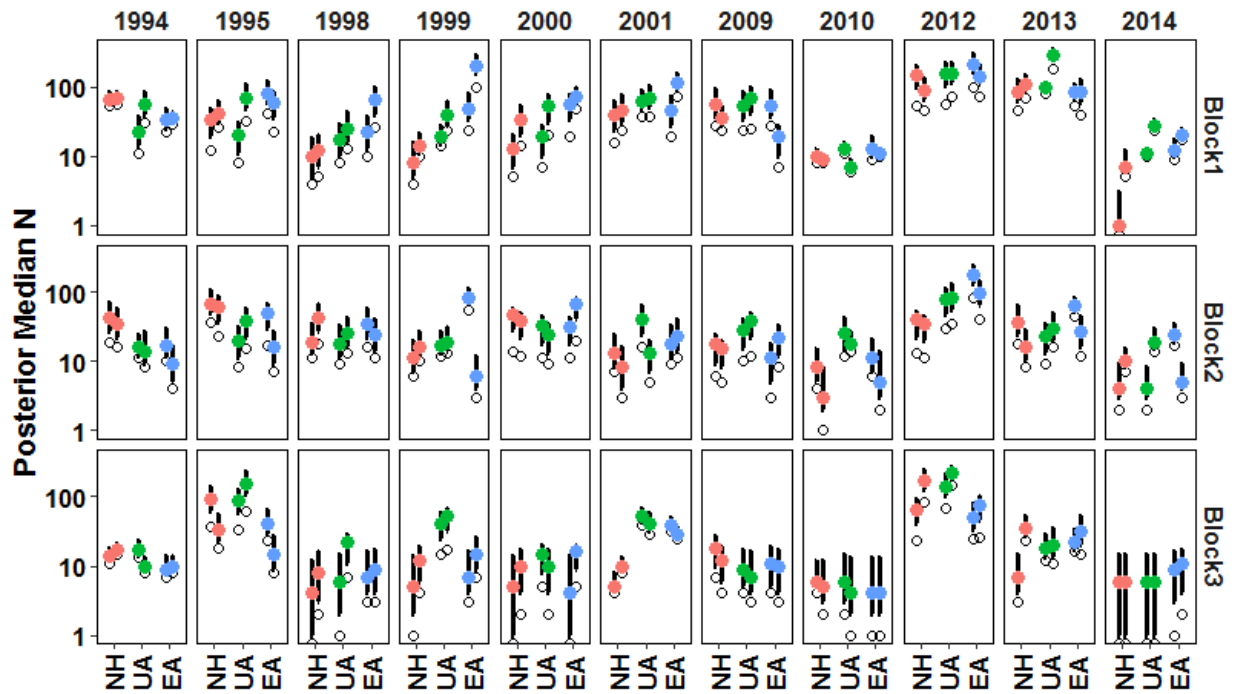 1994 1995 1998 1999 2000 2001 2009 2010 2012 2013 2014
Posterior Median N
100
10
1
Block1
100
10
1
Block2
100
10
1
Block3
NH UA EA NH UA EA NH UA EA NH UA EA NH UA EA NH UA EA NH UA EA NH UA EA NH UA EA NH UA EA NH UA EA